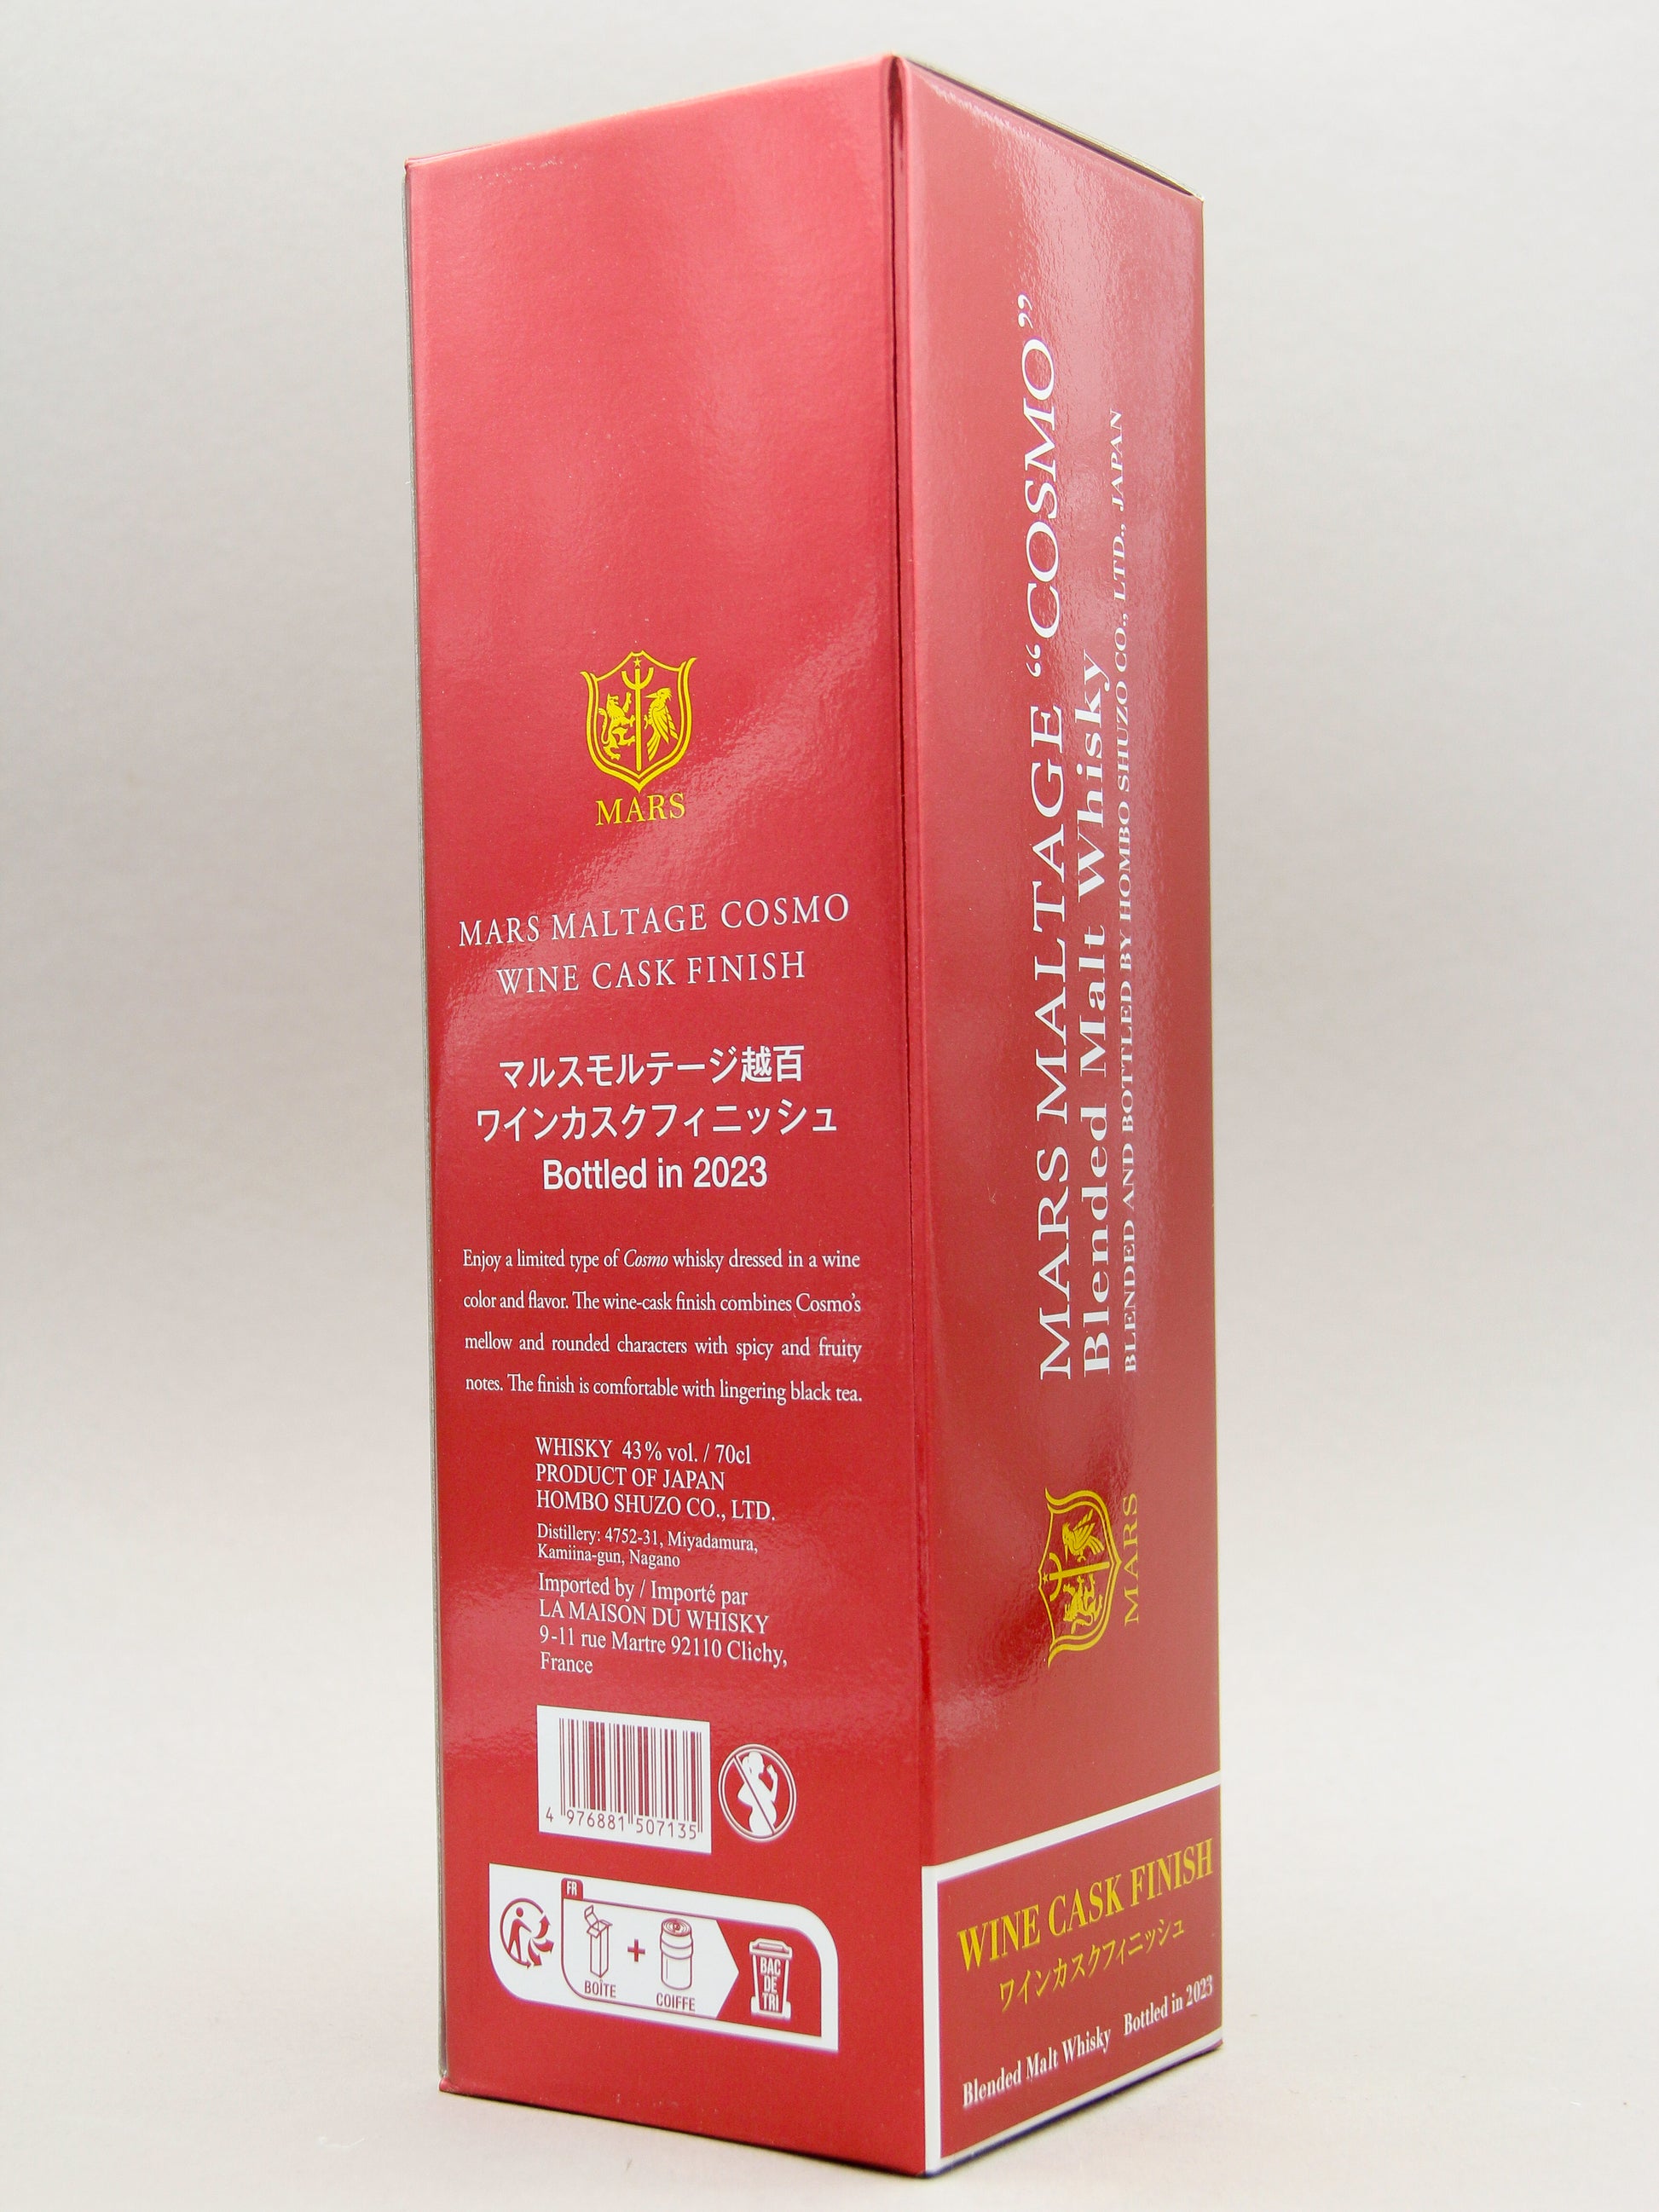 MARS
MARS MALTAGE COSMO
WINE CASK FINISH
マルスモルテージ越百
ワインカスクフィニッシュ
Bottled in 2023
Enjoy a limited type of Cosmo whisky dressed in a wine
color and flavor. The wine-cask finish combines Cosmo's
mellow and rounded characters with spicy and fruity
notes. The finish is comfortable with lingering black tea.
WHISKY 43% vol. / 70cl
PRODUCT OF JAPAN
HOMBO SHUZO CO., LTD.
Distillery: 4752-31, Miyadamura,
Kamiina-gun, Nagano
Imported by / Importé par
LA MAISON DU WHISKY
9-11 rue Martre 92110 Clichy,
France
4 976881 507135
FR
BOÎTE
+
COIFFE
BAC
DE
TRI
MARS MALTAGE “COSMO”
Blended Malt Whisky
BLENDED AND BOTTLED BY HOMBO SHUZO CO., LTD., JAPAN
MARS
WINE CASK FINISH
ワインカスクフィニッシュ
Blended Malt Whisky Bottled in 2023